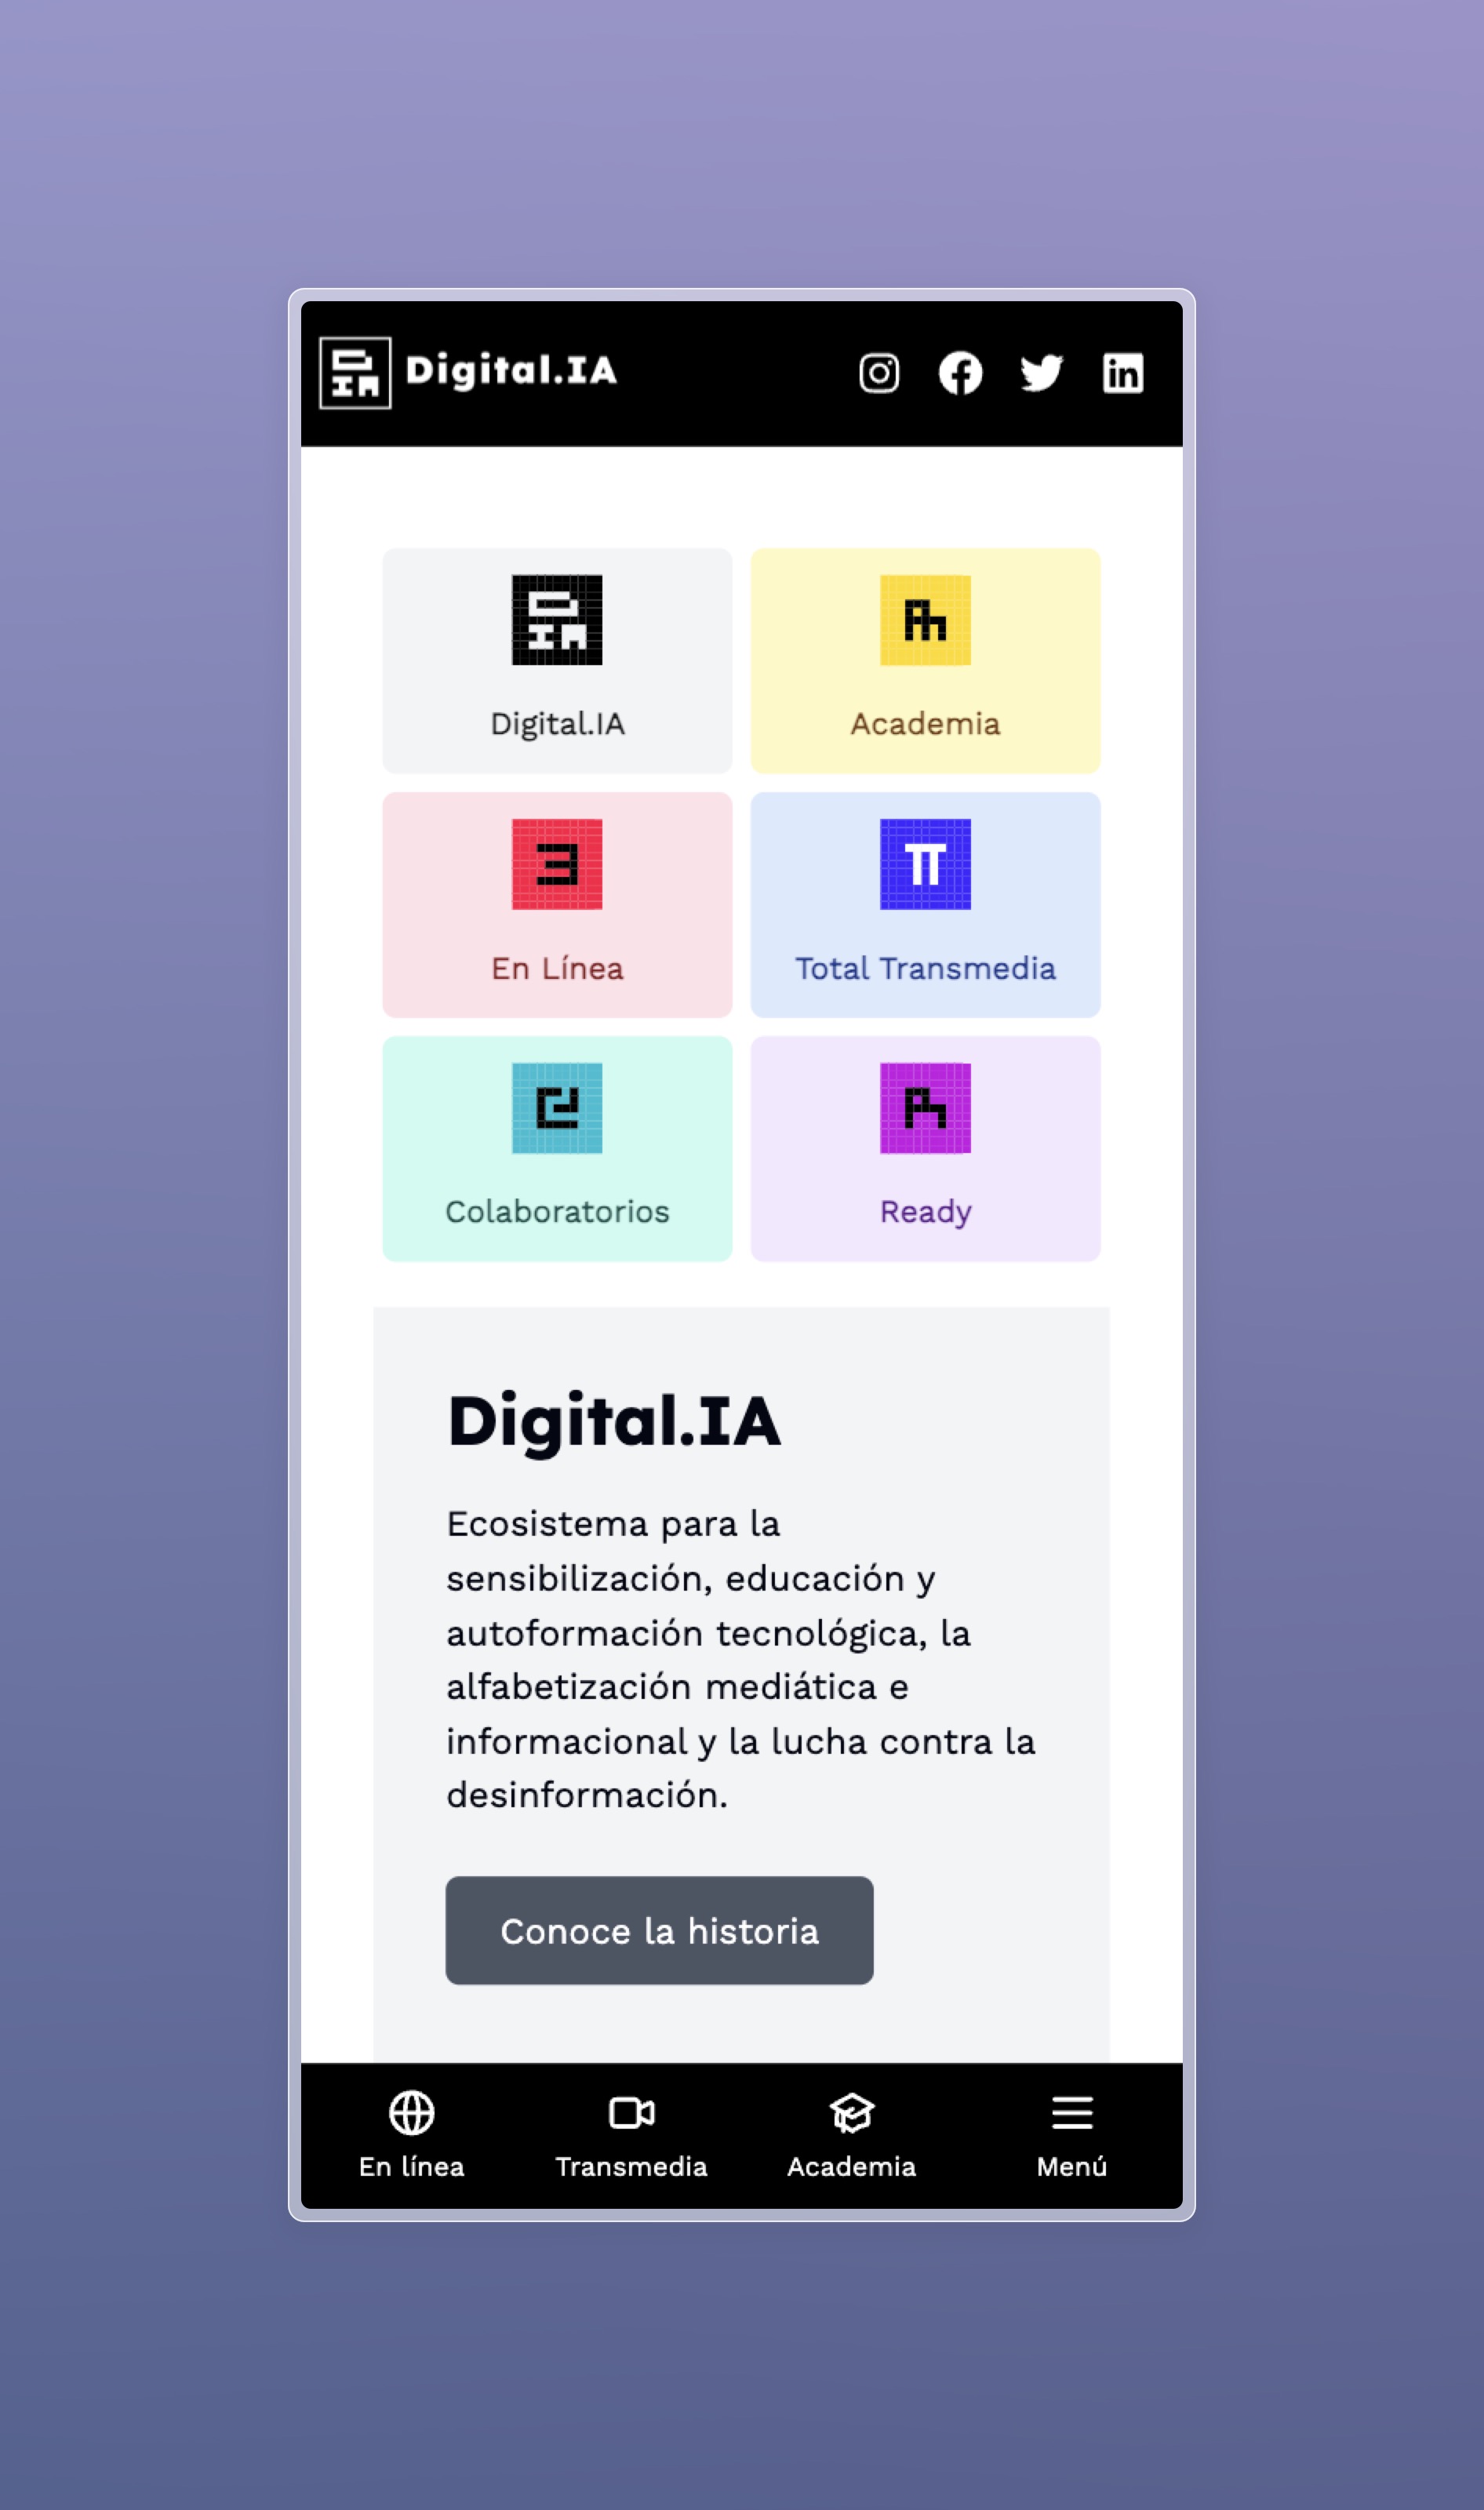 Digital.IA
Digital.IA
Academia
En Línea
Total Transmedia
Colaboratorios
Ready
Digital.IA
Ecosistema para la
sensibilización, educación y
autoformación tecnológica, la
alfabetización mediática e
informacional y la lucha contra la
desinformación.
Conoce la historia
En línea
Transmedia
Academia
Menú